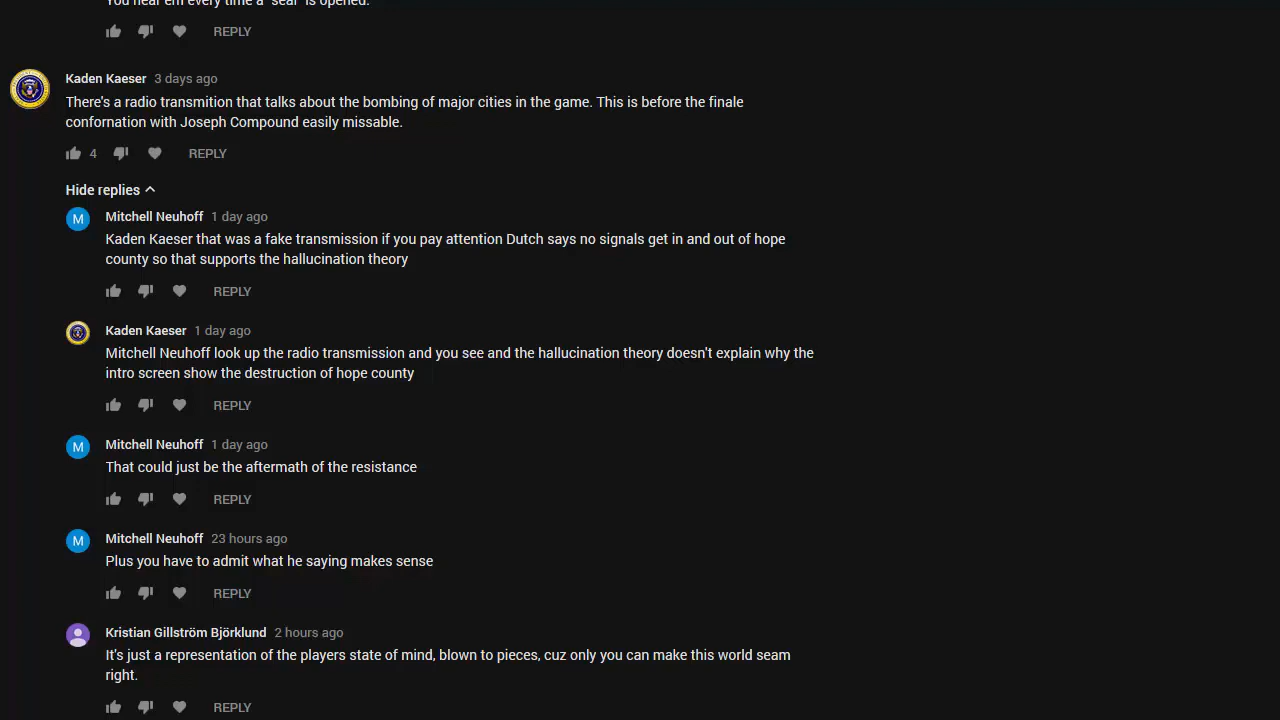 You hear em every time a "seal" is opened.
REPLY
Kaden Kaeser 3 days ago
There's a radio transmition that talks about the bombing of major cities in the game. This is before the finale
confornation with Joseph Compound easily missable.
4 REPLY
Hide replies
M Mitchell Neuhoff 1 day ago
Kaden Kaeser that was a fake transmission if you pay attention Dutch says no signals get in and out of hope
county so that supports the hallucination theory
REPLY
Kaden Kaeser 1 day ago
Mitchell Neuhoff look up the radio transmission and you see and the hallucination theory doesn't explain why the
intro screen show the destruction of hope county
REPLY
M Mitchell Neuhoff 1 day ago
That could just be the aftermath of the resistance
REPLY
M Mitchell Neuhoff 23 hours ago
Plus you have to admit what he saying makes sense
REPLY
Kristian Gillström Björklund 2 hours ago
It's just a representation of the players state of mind, blown to pieces, cuz only you can make this world seam
right.
REPLY